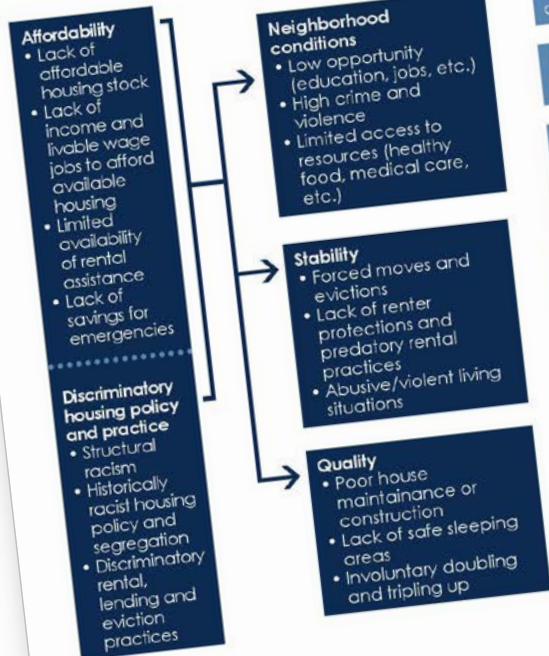 Affordability
• Lack of
affordable
housing stock
• Lack of
income and
livable wage
jobs to afford
available
housing
• Limited
availability
of rental
assistance
• Lack of
savings for
emergencies
Discriminatory
housing policy
and practice
• Structural
racism
• Historically
racist housing
policy and
segregation
• Discriminatory
rental,
lending and
eviction
practices
Neighborhood
conditions
• Low opportunity
(education, jobs, etc.)
• High crime and
violence
• Limited access to
resources (healthy
food, medical care,
etc.)
Stability
• Forced moves and
evictions
• Lack of renter
protections and
predatory rental
practices
• Abusive/violent living
situations
Quality
• Poor house
maintainance or
construction
• Lack of safe sleeping
areas
• Involuntary doubling
and tripling up